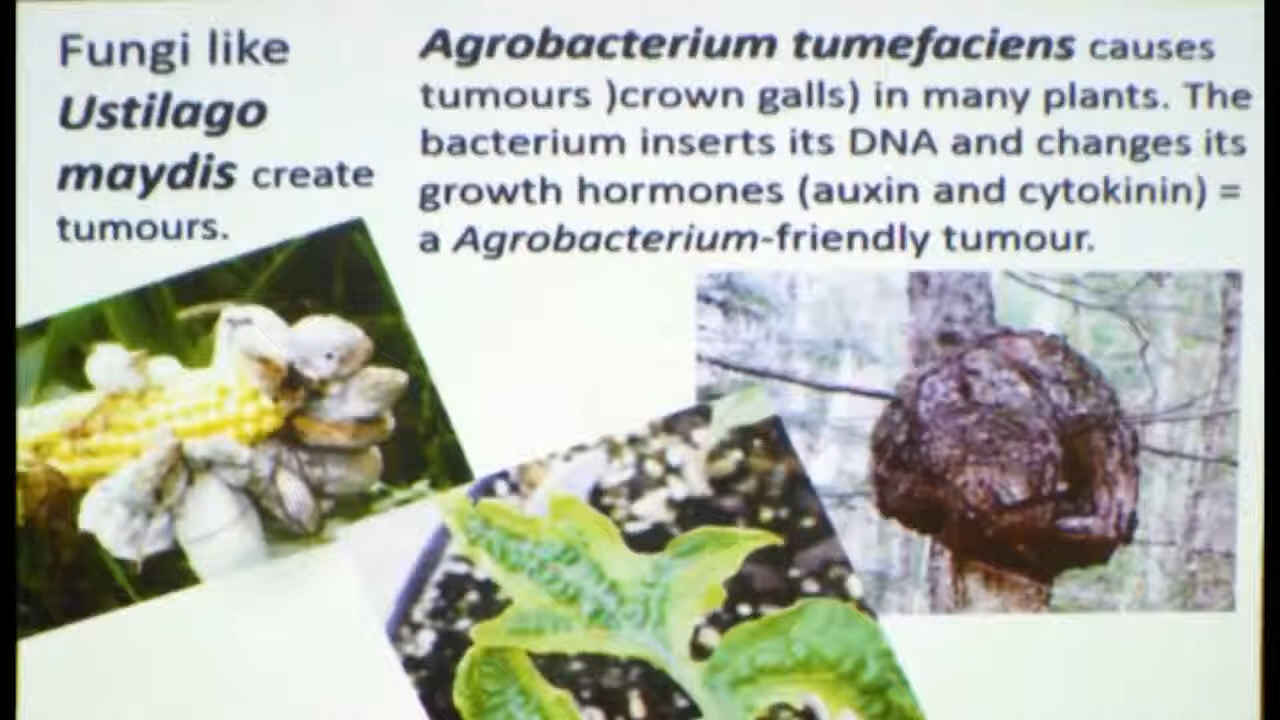 Fungi like
Ustilago
maydis create
tumours.
Agrobacterium tumefaciens causes
tumours )crown galls) in many plants. The
bacterium inserts its DNA and changes its
growth hormones (auxin and cytokinin) =
a Agrobacterium-friendly tumour.